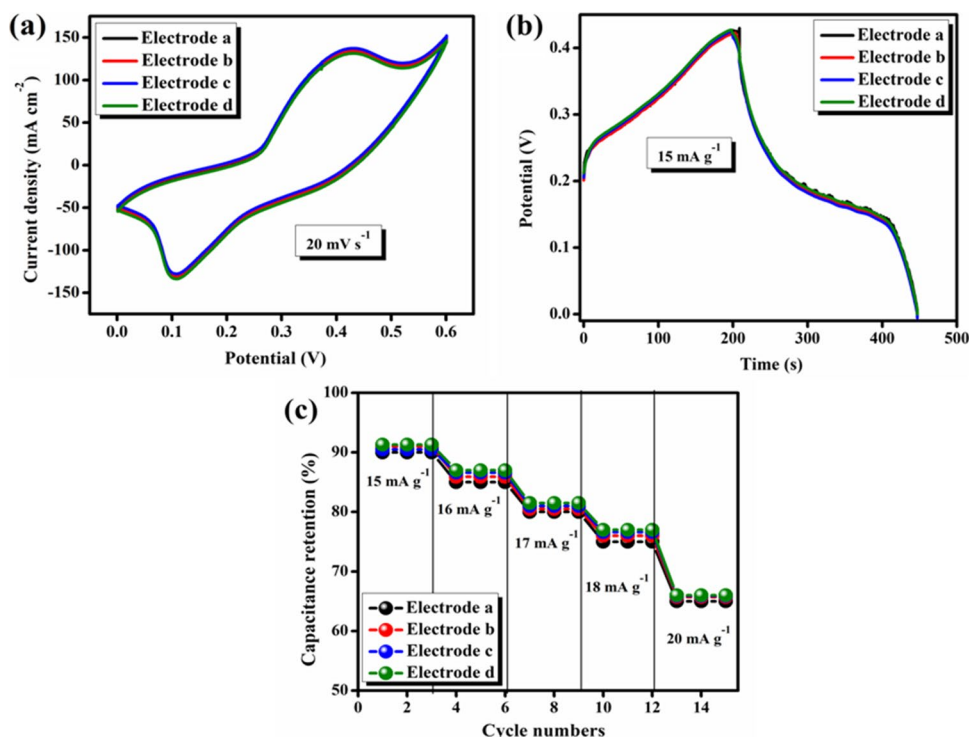 (a)
Electrode a
Electrode b
Electrode c
Electrode d
20 mV s⁻¹
Current density (mA cm⁻²)
150
100
50
0
-50
-100
-150
0.0 0.1 0.2 0.3 0.4 0.5 0.6
Potential (V)
(b)
Electrode a
Electrode b
Electrode c
Electrode d
15 mA g⁻¹
Potential (V)
0.4
0.3
0.2
0.1
0.0
0 100 200 300 400 500
Time (s)
(c)
Capacitance retention (%)
100
90
80
70
60
50
15 mA g⁻¹
16 mA g⁻¹
17 mA g⁻¹
18 mA g⁻¹
20 mA g⁻¹
Electrode a
Electrode b
Electrode c
Electrode d
0 2 4 6 8 10 12 14
Cycle numbers